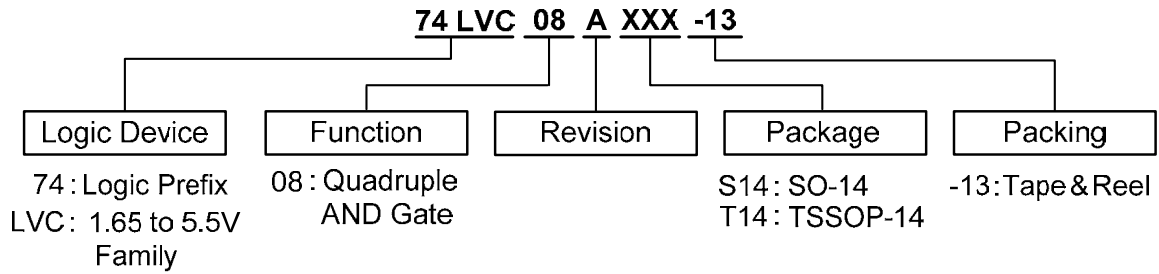 74 LVC 08 A XXX -13
Logic Device
Function
Revision
Package
Packing
74 : Logic Prefix
LVC : 1.65 to 5.5V
Family
08 : Quadruple
AND Gate
S14 : SO-14
T14 : TSSOP-14
-13 : Tape & Reel